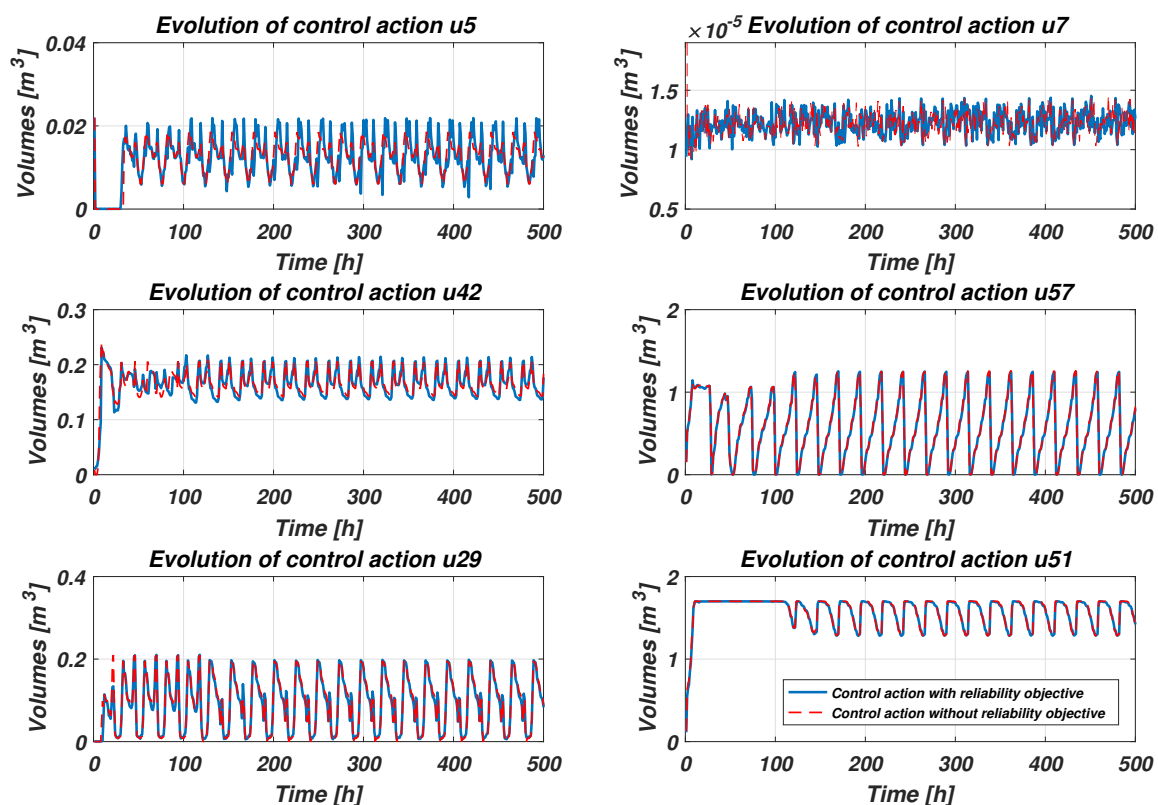 Evolution of control action u5
Volumes [m³]
0.04
0.02
0
0 100 200 300 400 500
Time [h]
Evolution of control action u7
×10⁻⁵
Volumes [m³]
1.5
1
0.5
0 100 200 300 400 500
Time [h]
Evolution of control action u42
Volumes [m³]
0.3
0.2
0.1
0
0 100 200 300 400 500
Time [h]
Evolution of control action u57
Volumes [m³]
2
1
0
0 100 200 300 400 500
Time [h]
Evolution of control action u29
Volumes [m³]
0.4
0.2
0
0 100 200 300 400 500
Time [h]
Evolution of control action u51
Volumes [m³]
2
1
0
Control action with reliability objective
Control action without reliability objective
0 100 200 300 400 500
Time [h]